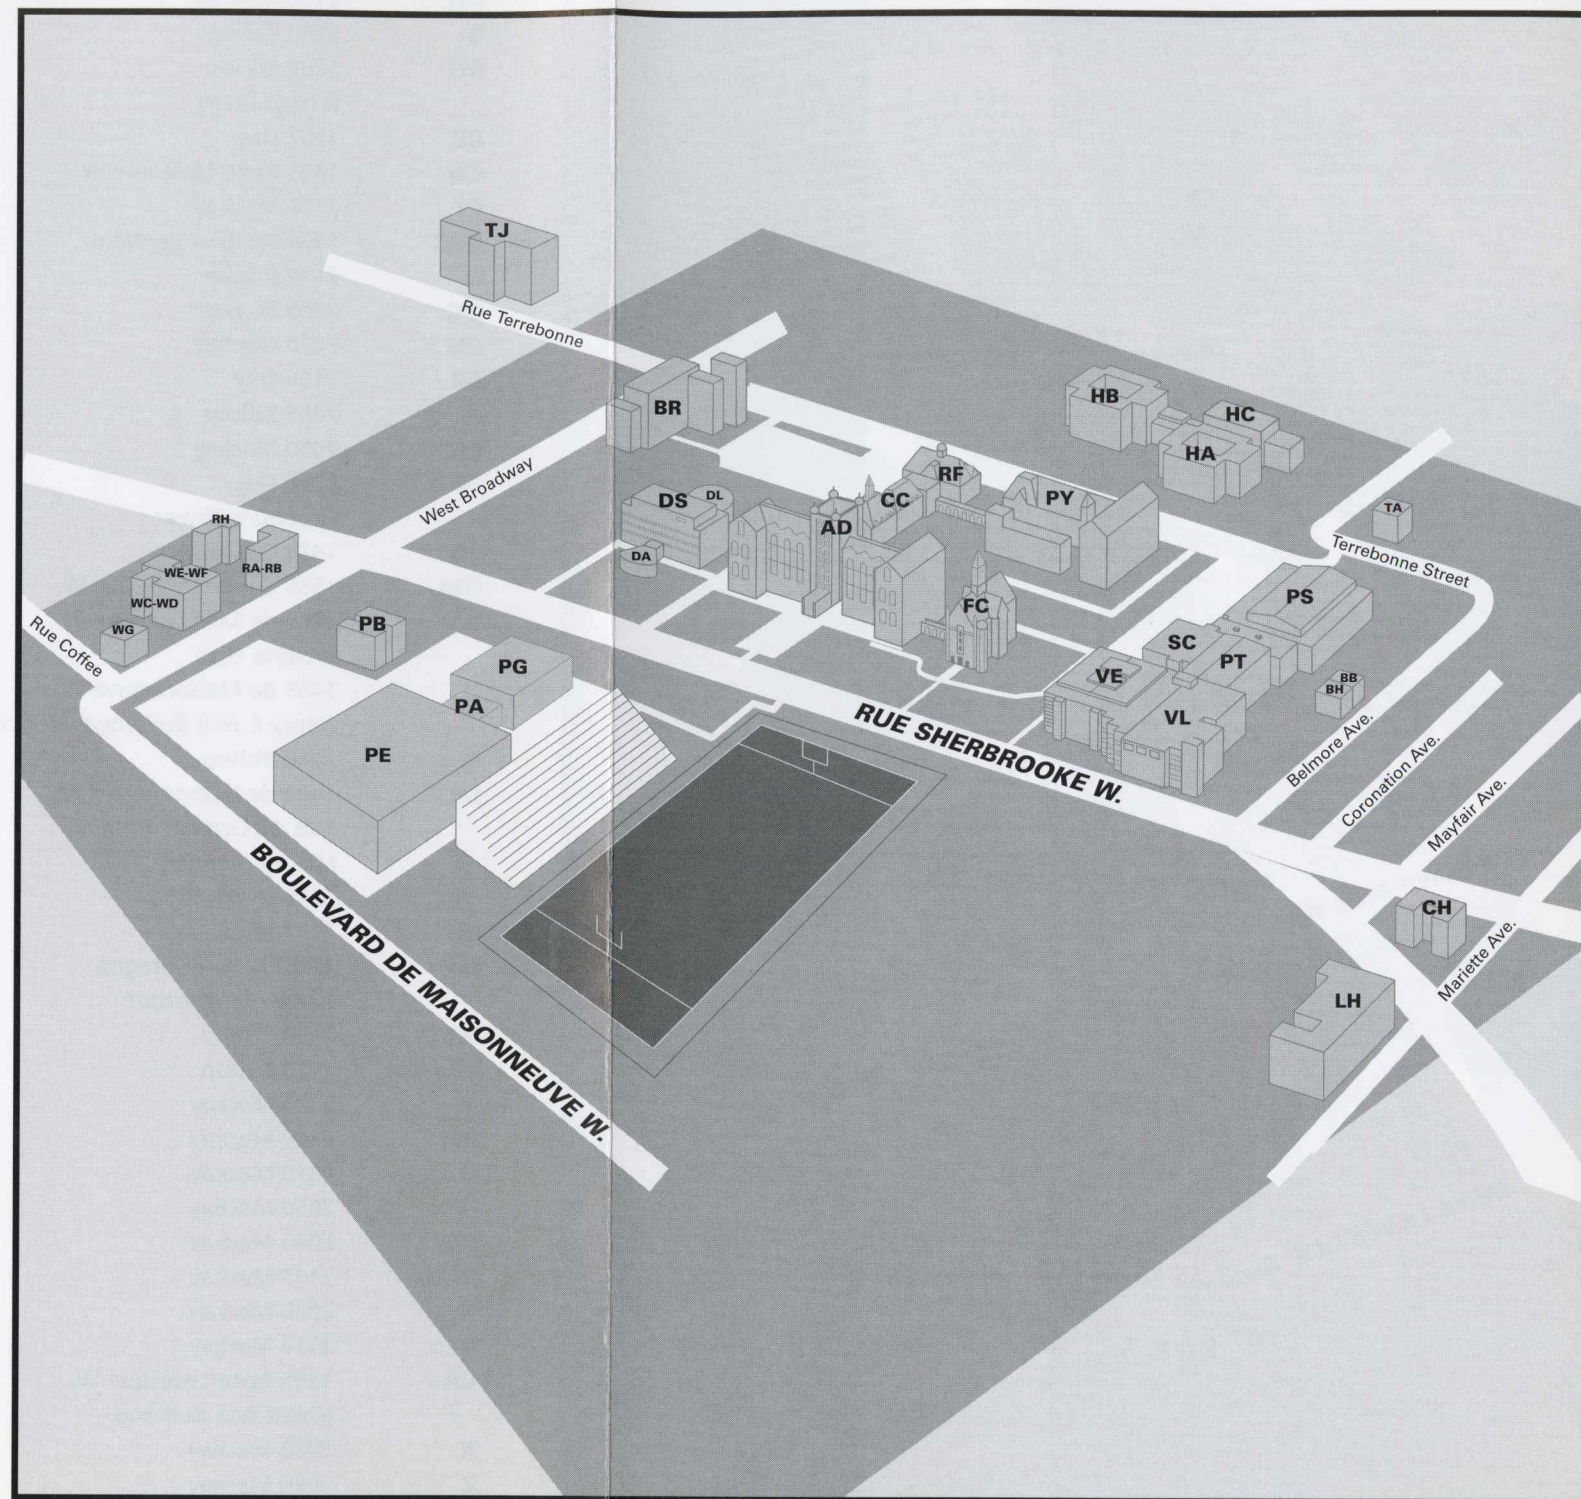 TJ
Rue Terrebonne
BR
HB
HC
HA
West Broadway
RF
CC
PY
DS
DL
AD
DA
TA
Terrebonne Street
RH
WE-WF
RA-RB
WC-WD
WG
PB
Rue Coffee
FC
PS
SC
PT
VE
VL
BB
BH
PG
PA
PE
RUE SHERBROOKE W.
Belmore Ave.
Coronation Ave.
Mayfair Ave.
BOULEVARD DE MAISONNEUVE W.
CH
Mariette Ave.
LH